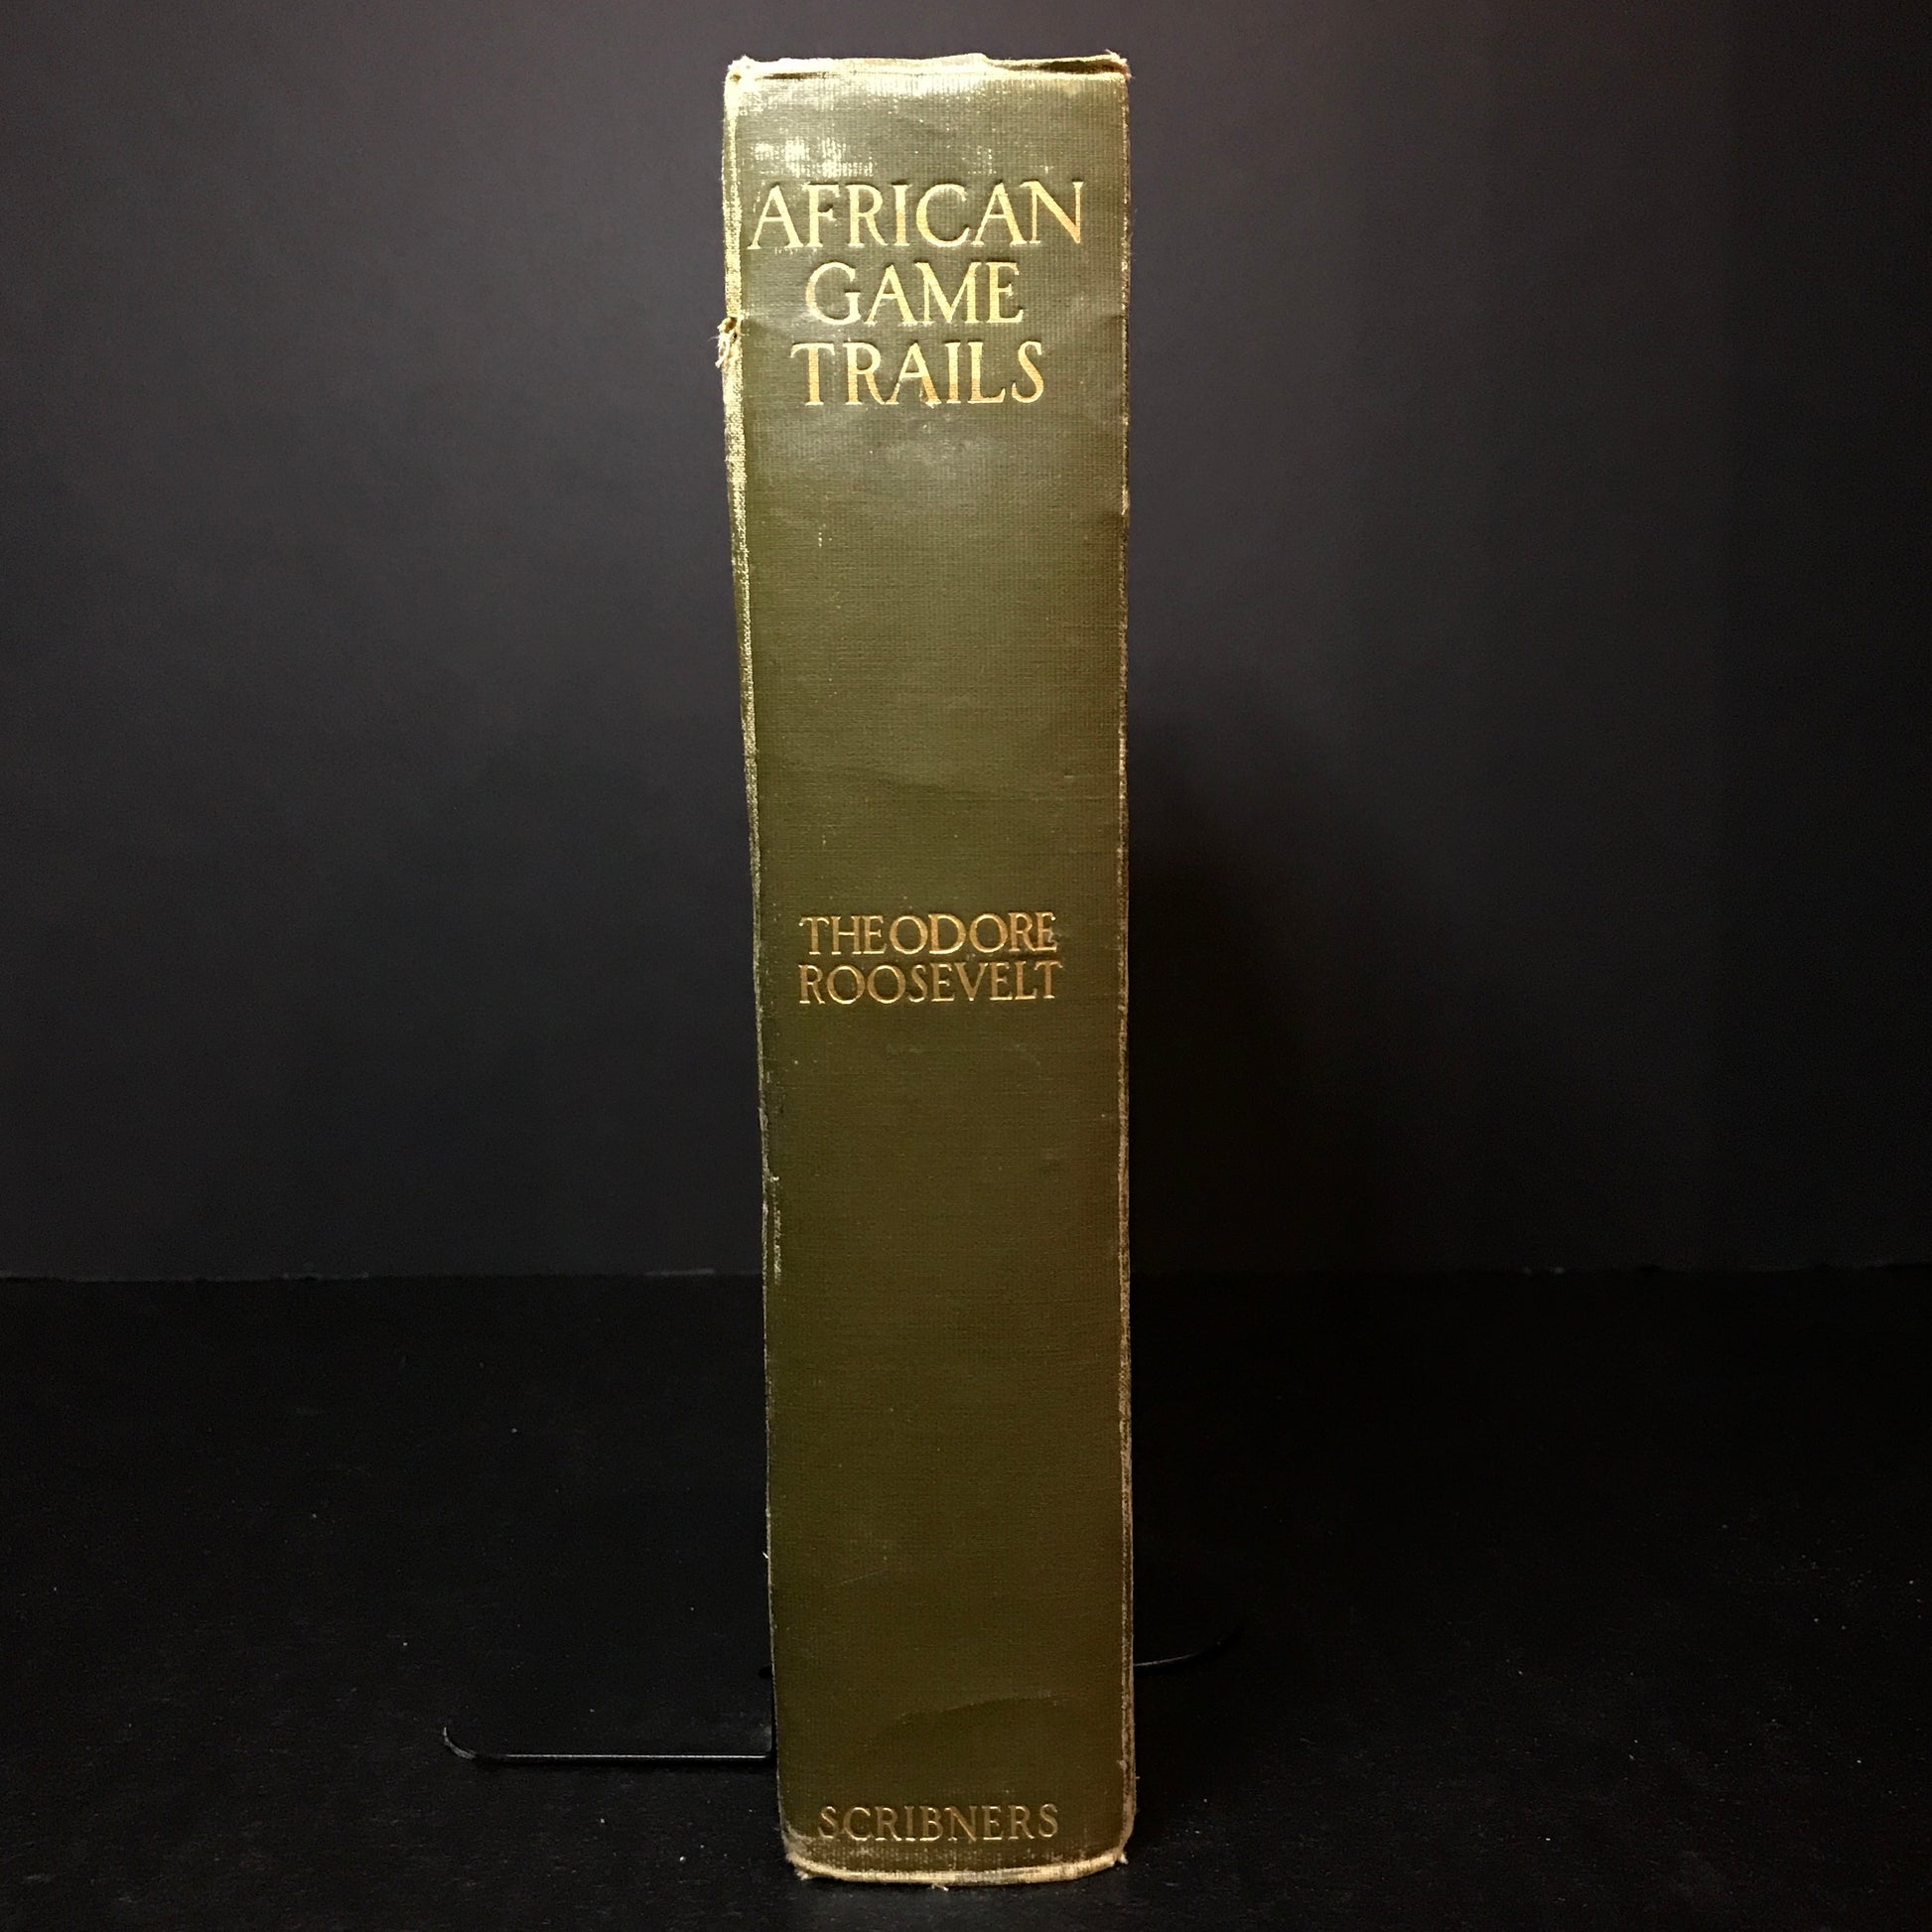 AFRICAN
GAME
TRAILS
THEODORE
ROOSEVELT
SCRIBNERS